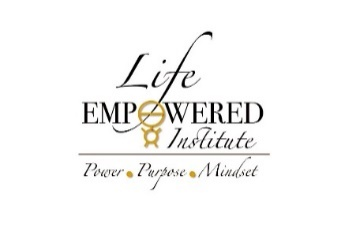 Life
EMPOWERED
Institute
Power • Purpose • Mindset